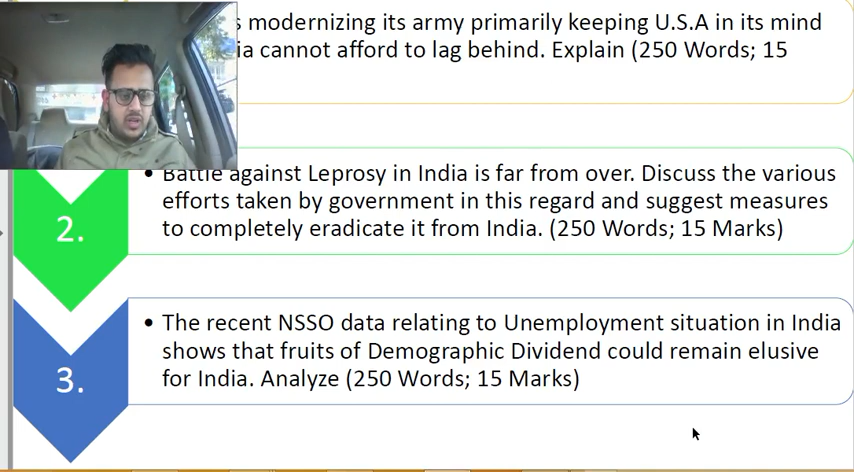 s modernizing its army primarily keeping U.S.A in its mind
ia cannot afford to lag behind. Explain (250 Words; 15
• Battle against Leprosy in India is far from over. Discuss the various
efforts taken by government in this regard and suggest measures
to completely eradicate it from India. (250 Words; 15 Marks)
2.
• The recent NSSO data relating to Unemployment situation in India
shows that fruits of Demographic Dividend could remain elusive
for India. Analyze (250 Words; 15 Marks)
3.